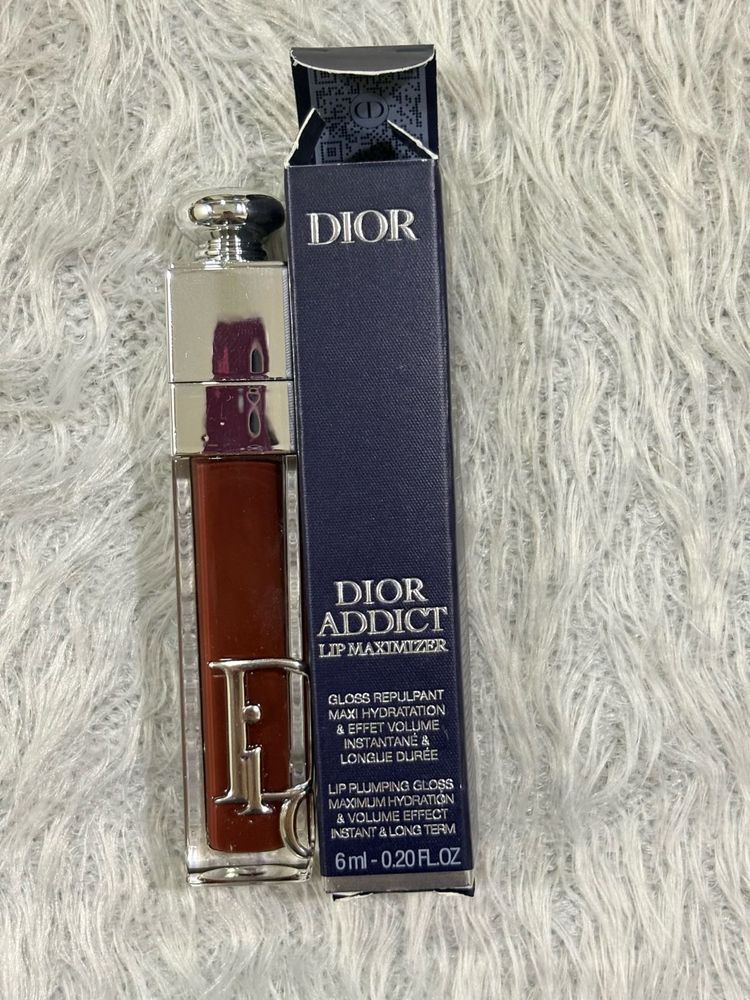 DIOR
DIOR
ADDICT
LIP MAXIMIZER
GLOSS REPULPANT
MAXI HYDRATATION
& EFFET VOLUME
INSTANTANÉ &
LONGUE DURÉE
LIP PLUMPING GLOSS
MAXIMUM HYDRATION
& VOLUME EFFECT
INSTANT & LONG TERM
6 ml - 0.20 FL.OZ